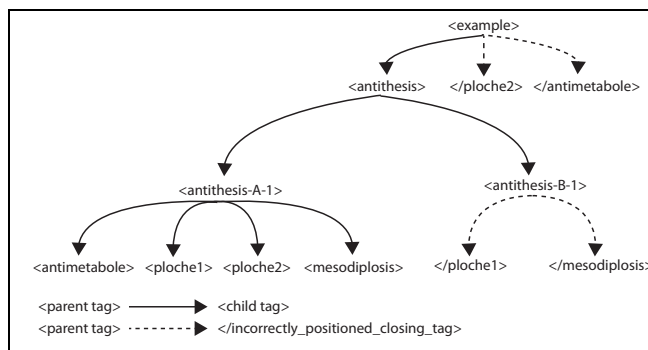 <example>
<antithesis> </ploche2> </antimetabole>
<antithesis-A-1> <antithesis-B-1>
<antimetabole> <ploche1> <ploche2> <mesodiplosis> </ploche1> </mesodiplosis>
<parent tag> <child tag>
<parent tag> </incorrectly_positioned_closing_tag>